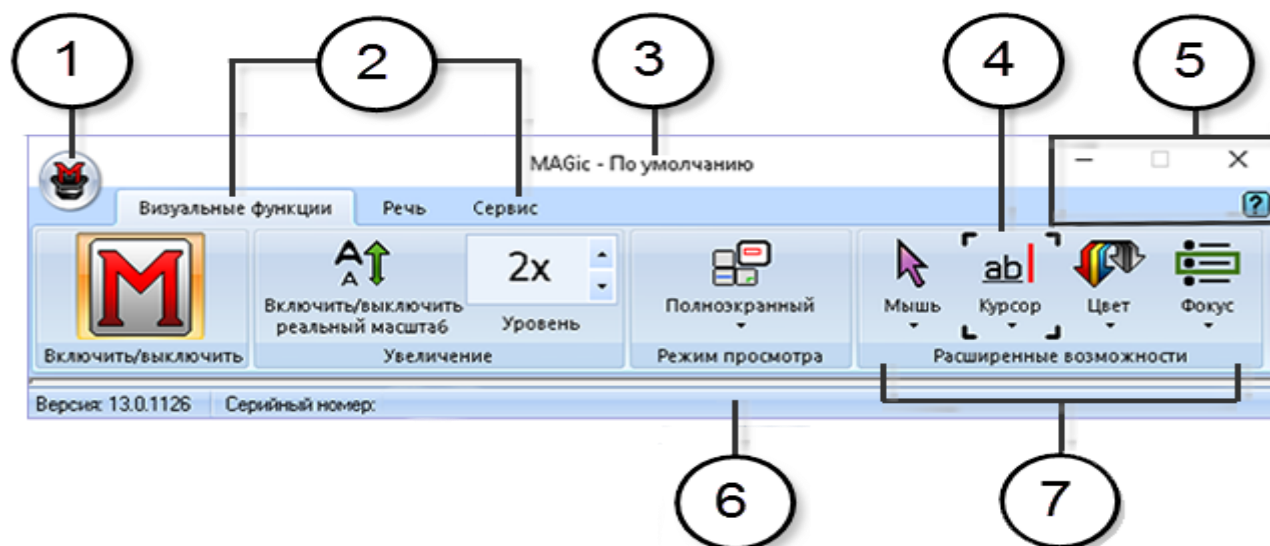 1
2
3
4
5
MAGic - По умолчанию
Визуальные функции Речь Сервис
M
Включить/выключить
Включить/выключить
реальный масштаб
2x
Уровень
Увеличение
Полноэкранный
Режим просмотра
Мышь
ab
Курсор
Цвет
Фокус
Расширенные возможности
Версия: 13.0.1126 Серийный номер:
6
7